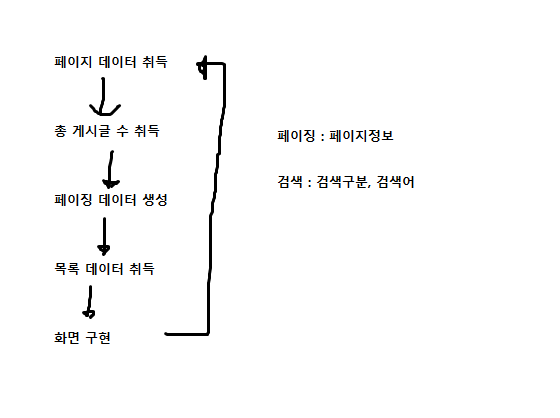 페이지 데이터 취득
총 게시글 수 취득
페이징 데이터 생성
목록 데이터 취득
화면 구현
페이징 : 페이지정보
검색 : 검색구분, 검색어